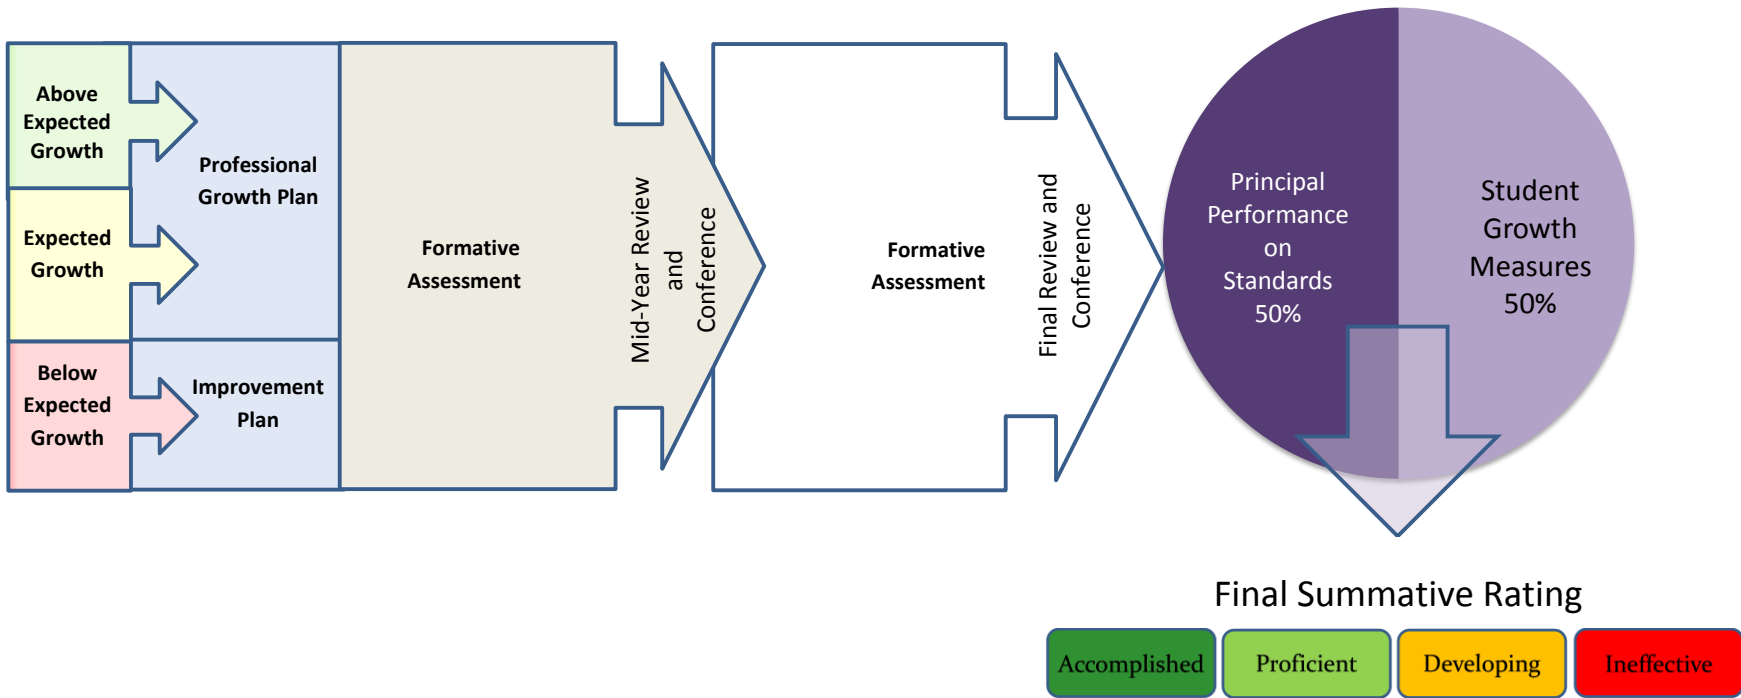 Above
Expected
Growth
Expected
Growth
Below
Expected
Growth
Professional
Growth Plan
Improvement
Plan
Formative
Assessment
Mid-Year Review
and
Conference
Formative
Assessment
Final Review and
Conference
Principal
Performance
on
Standards
50%
Student
Growth
Measures
50%
Final Summative Rating
Accomplished
Proficient
Developing
Ineffective